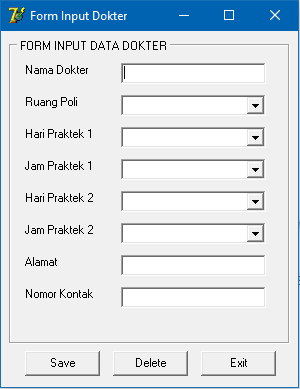 Form Input Dokter
FORM INPUT DATA DOKTER
Nama Dokter
Ruang Poli
Hari Praktek 1
Jam Praktek 1
Hari Praktek 2
Jam Praktek 2
Alamat
Nomor Kontak
Save Delete Exit